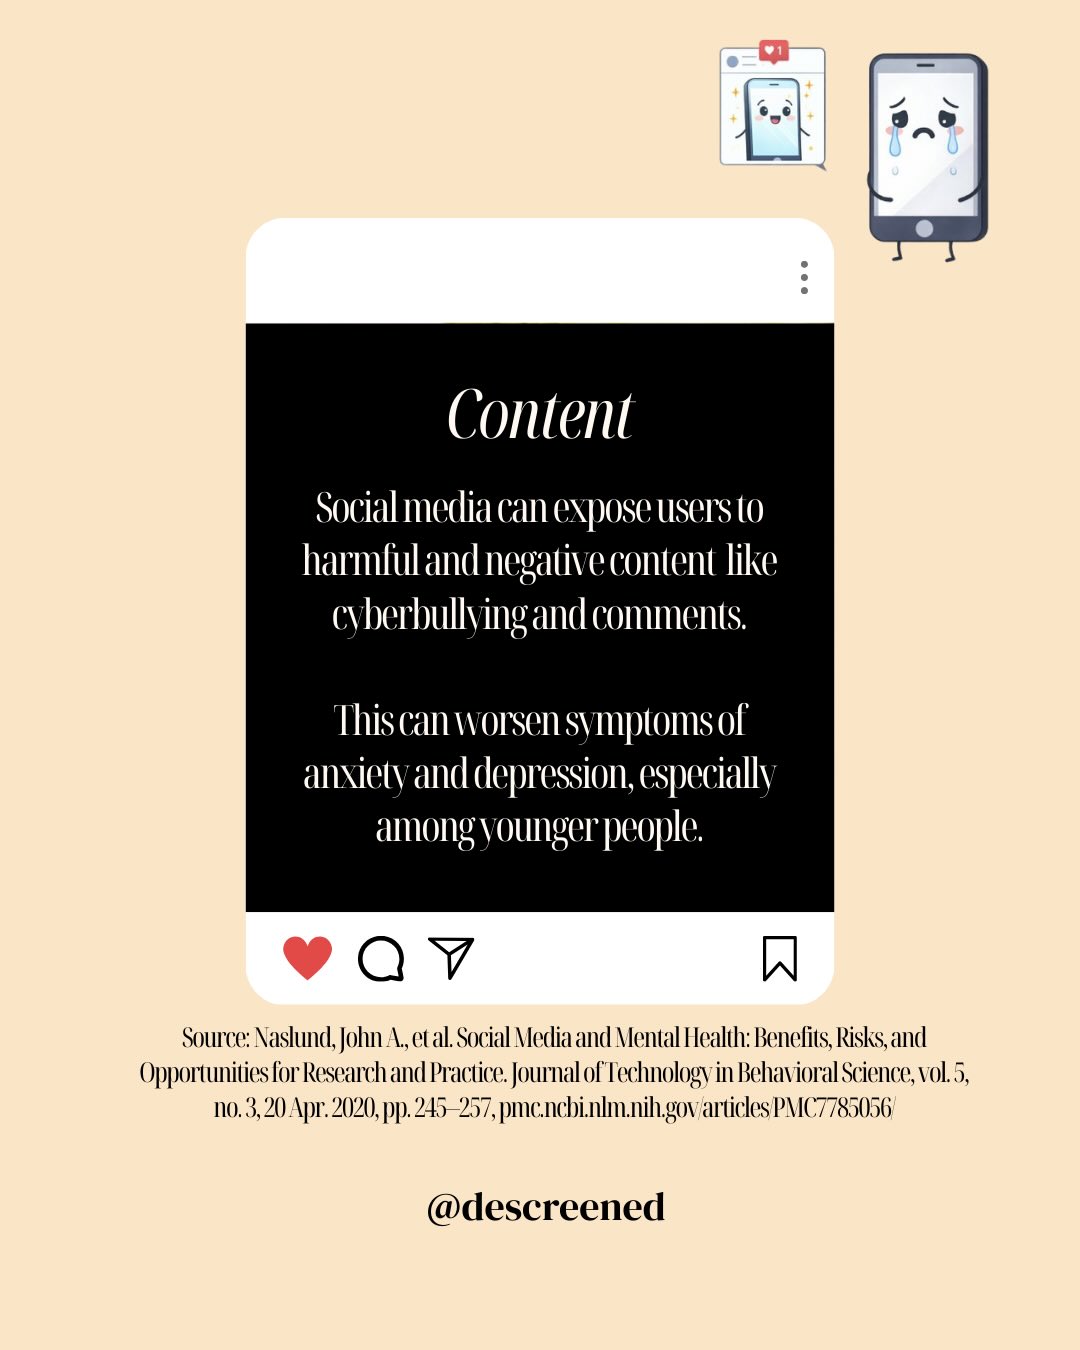 1
Content
Social media can expose users to
harmful and negative content like
cyberbullying and comments.
This can worsen symptoms of
anxiety and depression, especially
among younger people.
Source: Naslund, John A., et al. Social Media and Mental Health: Benefits, Risks, and
Opportunities for Research and Practice. Journal of Technology in Behavioral Science, vol. 5,
no. 3, 20 Apr. 2020, pp. 245–257, pmc.ncbi.nlm.nih.gov/articles/PMC7785056/
@descreened